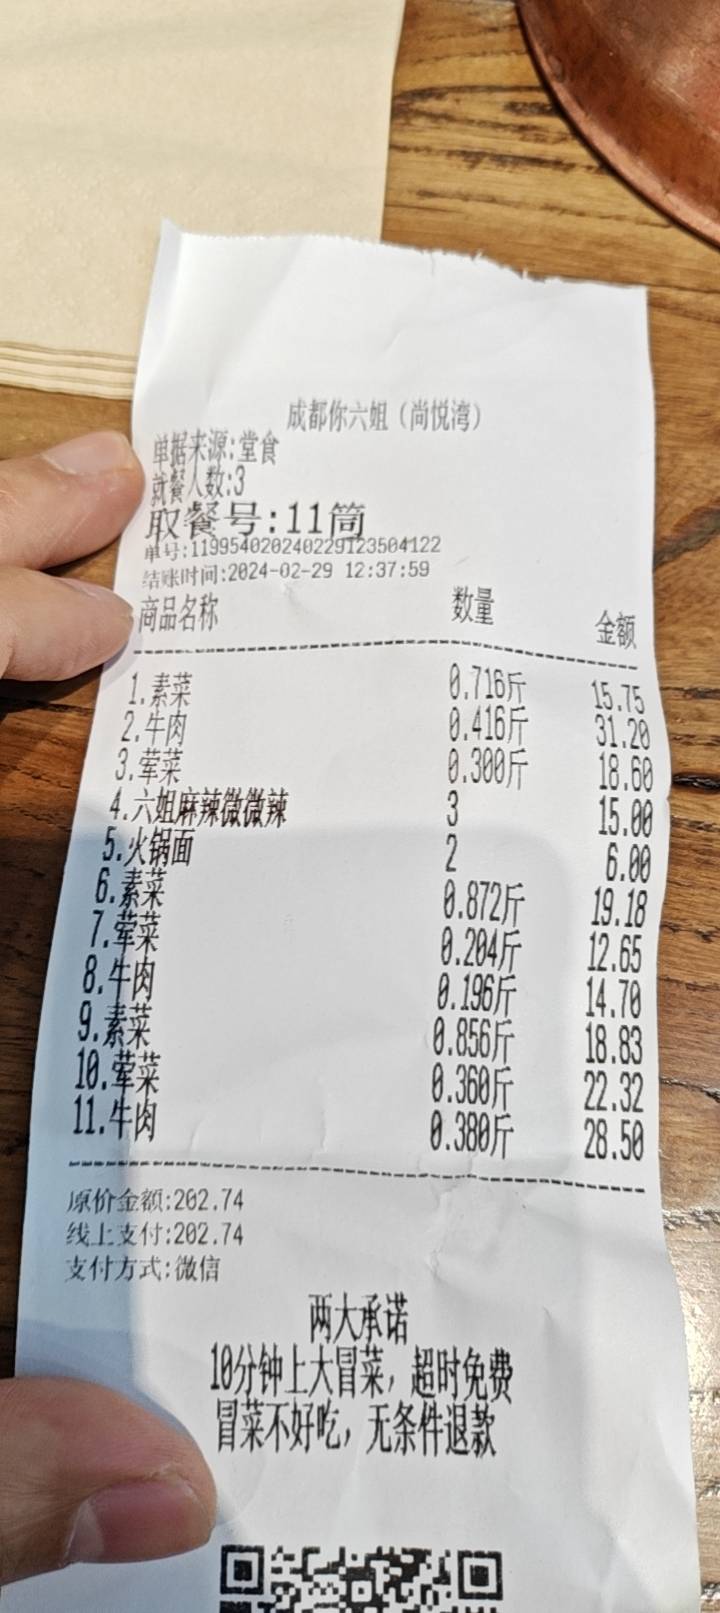 成都你六姐（尚悦湾）
单据来源:堂食
就餐人数:3
取餐号:11筒
单号:119954020240229123504122
结账时间:2024-02-29 12:37:59
商品名称 数量 金额
1.素菜 0.716斤 15.75
2.牛肉 0.416斤 31.20
3.荤菜 0.300斤 18.60
4.六姐麻辣微微辣 3 15.00
5.火锅面 2 6.00
6.素菜 0.872斤 19.18
7.荤菜 0.204斤 12.65
8.牛肉 0.196斤 14.70
9.素菜 0.856斤 18.83
10.荤菜 0.360斤 22.32
11.牛肉 0.380斤 28.50
原价金额:202.74
线上支付:202.74
支付方式:微信
两大承诺
10分钟上大冒菜，超时免费
冒菜不好吃，无条件退款